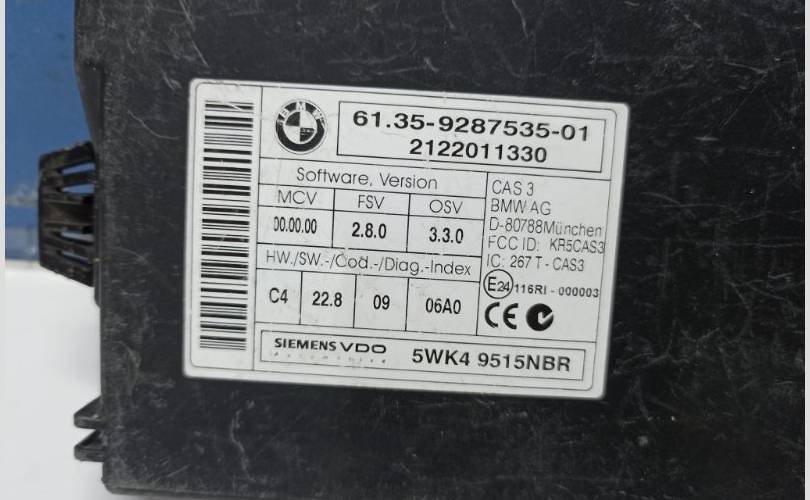 BMW
61.35-9287535-01
2122011330
Software, Version
MCV FSV OSV
00.00.00 2.8.0 3.3.0
HW./SW.-/Cod.-/Diag.-Index
C4 22.8 09 06A0
CAS 3
BMW AG
D-80788München
FCC ID: KR5CAS3
IC: 267 T - CAS3
E24 116RI - 000003
CE
SIEMENS VDO
Automotive
5WK4 9515NBR